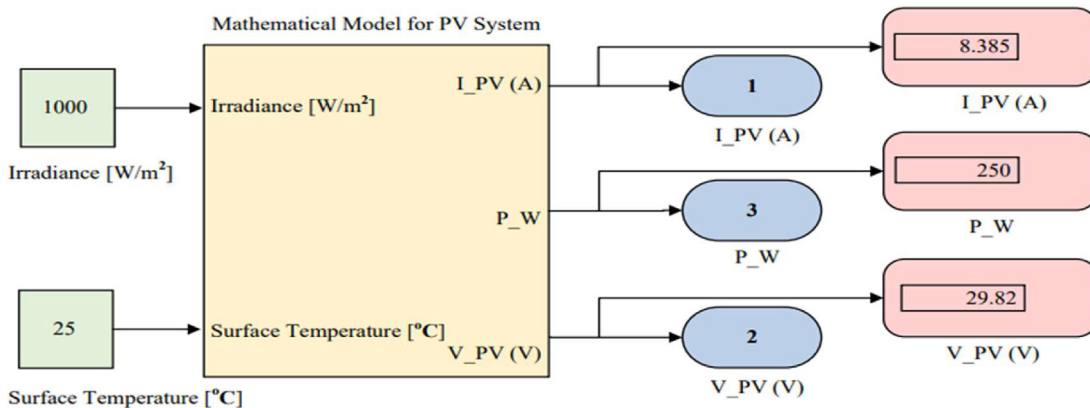 Mathematical Model for PV System
1000
Irradiance [W/m²]
Irradiance [W/m²]
I_PV (A)
1
I_PV (A)
8.385
I_PV (A)
P_W
3
P_W
250
P_W
25
Surface Temperature [°C]
Surface Temperature [°C]
V_PV (V)
2
V_PV (V)
29.82
V_PV (V)